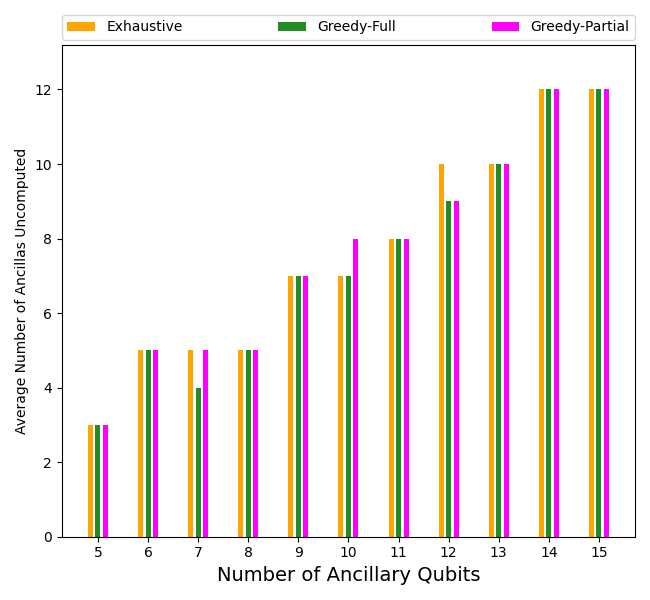 Exhaustive Greedy-Full Greedy-Partial
Average Number of Ancillas Uncomputed
12
10
8
6
4
2
0
5 6 7 8 9 10 11 12 13 14 15
Number of Ancillary Qubits